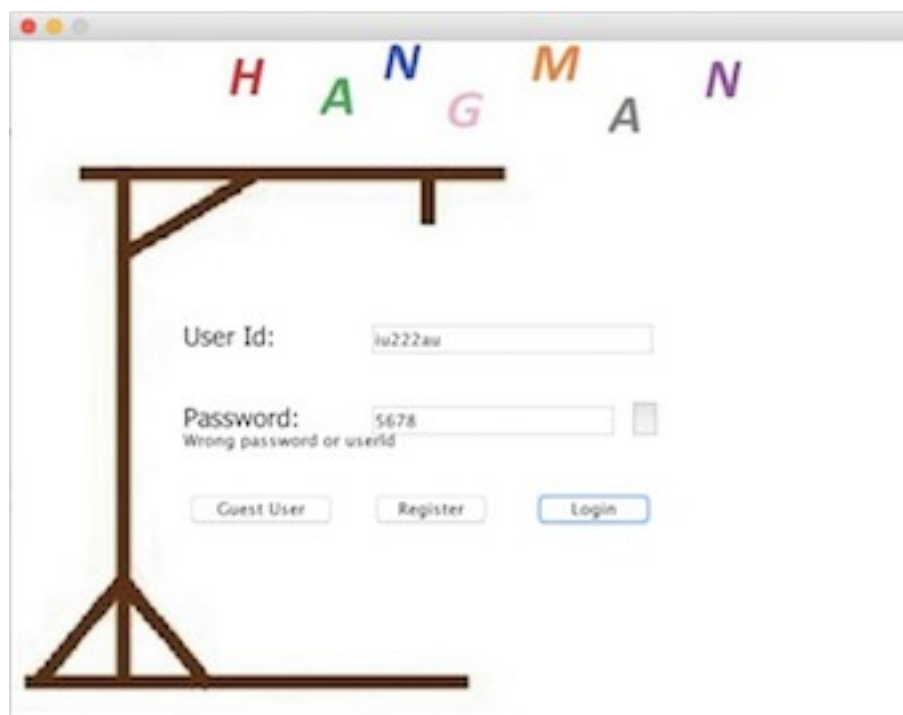 HANGMAN
User Id: iu222au
Password: 5678
Wrong password or userId
Guest User Register Login